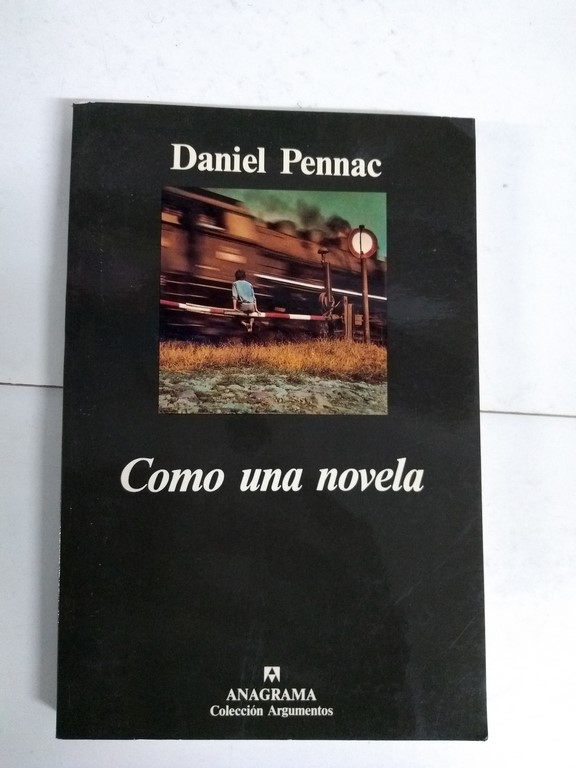 Daniel Pennac
Como una novela
ANAGRAMA
Colección Argumentos